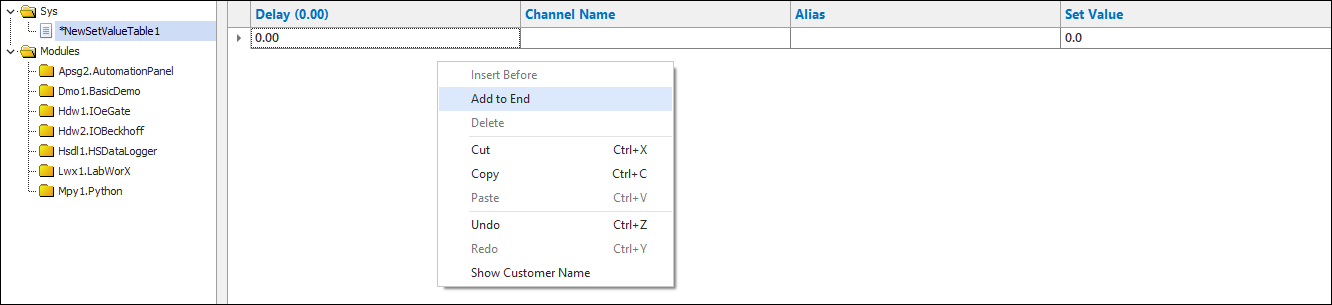 Sys
*NewSetValueTable1
Modules
Apsg2.AutomationPanel
Dmo1.BasicDemo
Hdw1.IOeGate
Hdw2.IOBeckhoff
Hsdl1.HSDataLogger
Lwx1.LabWorX
Mpy1.Python
Delay (0.00) Channel Name Alias Set Value
0.00 0.0
Insert Before
Add to End
Delete
Cut Ctrl+X
Copy Ctrl+C
Paste Ctrl+V
Undo Ctrl+Z
Redo Ctrl+Y
Show Customer Name